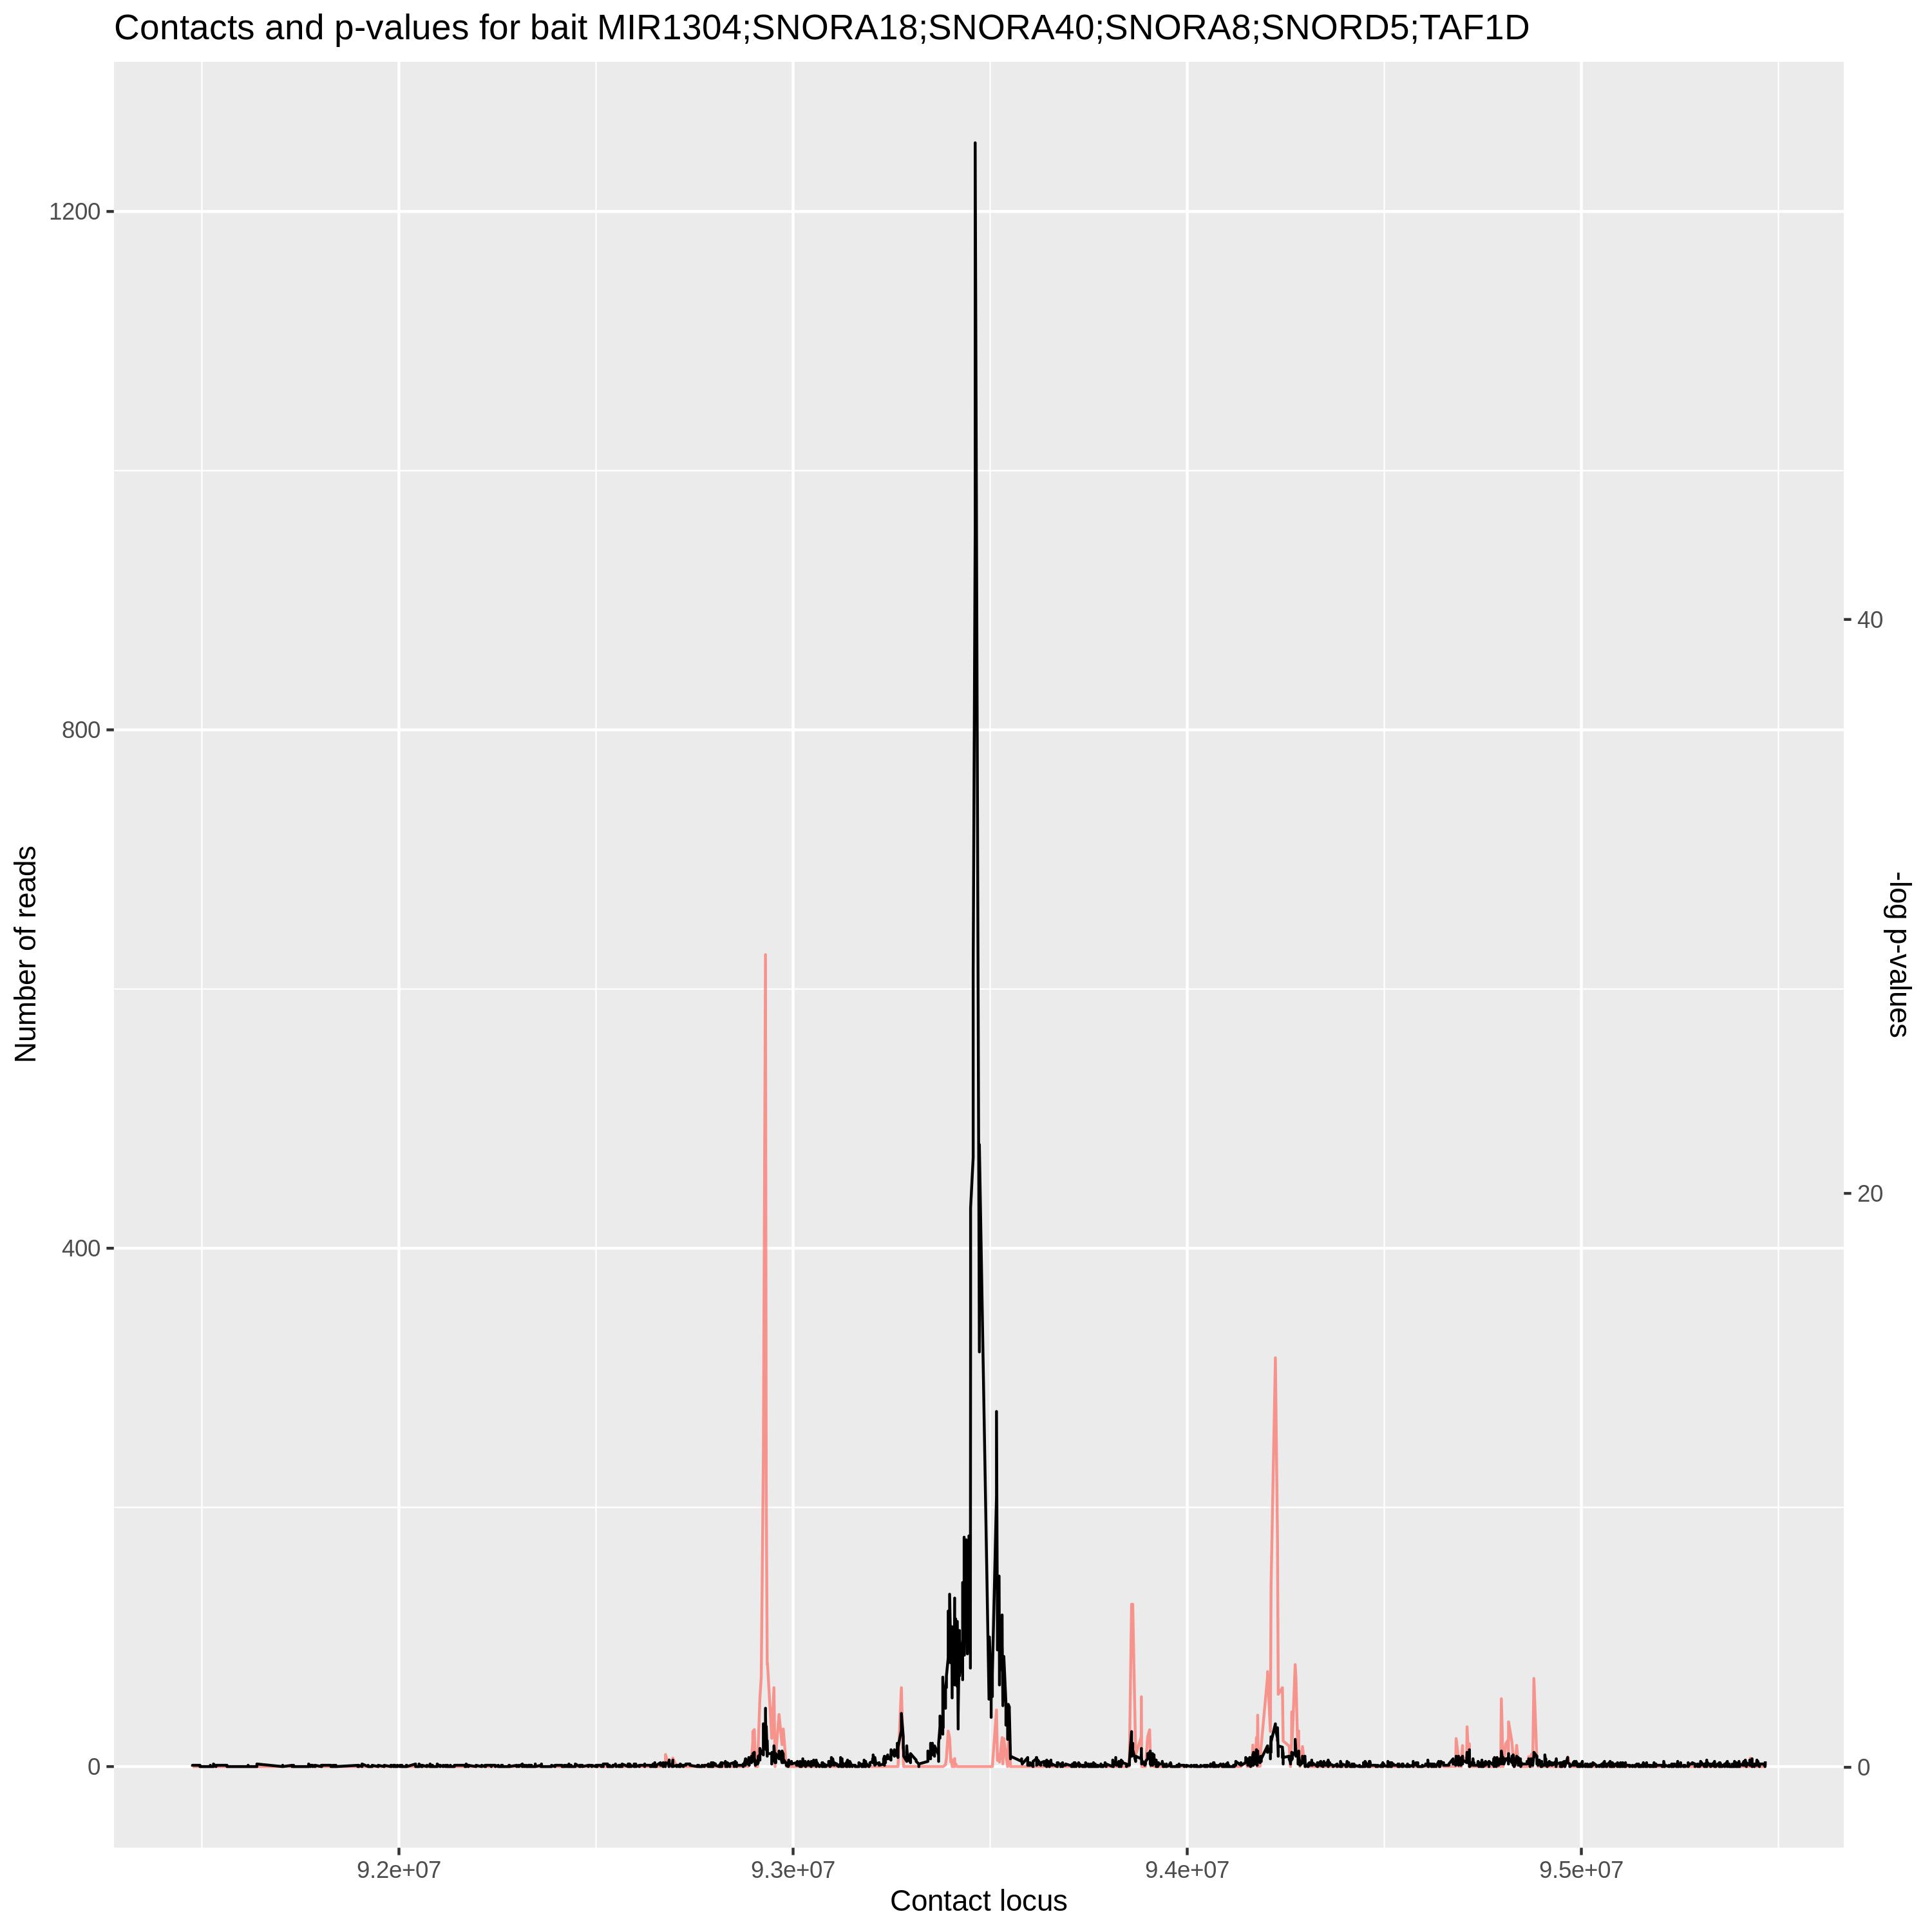 Contacts and p-values for bait MIR1304;SNORA18;SNORA40;SNORA8;SNORD5;TAF1D
1200
800
400
0
Number of reads
40
20
0
-log p-values
9.2e+07
9.3e+07
9.4e+07
9.5e+07
Contact locus